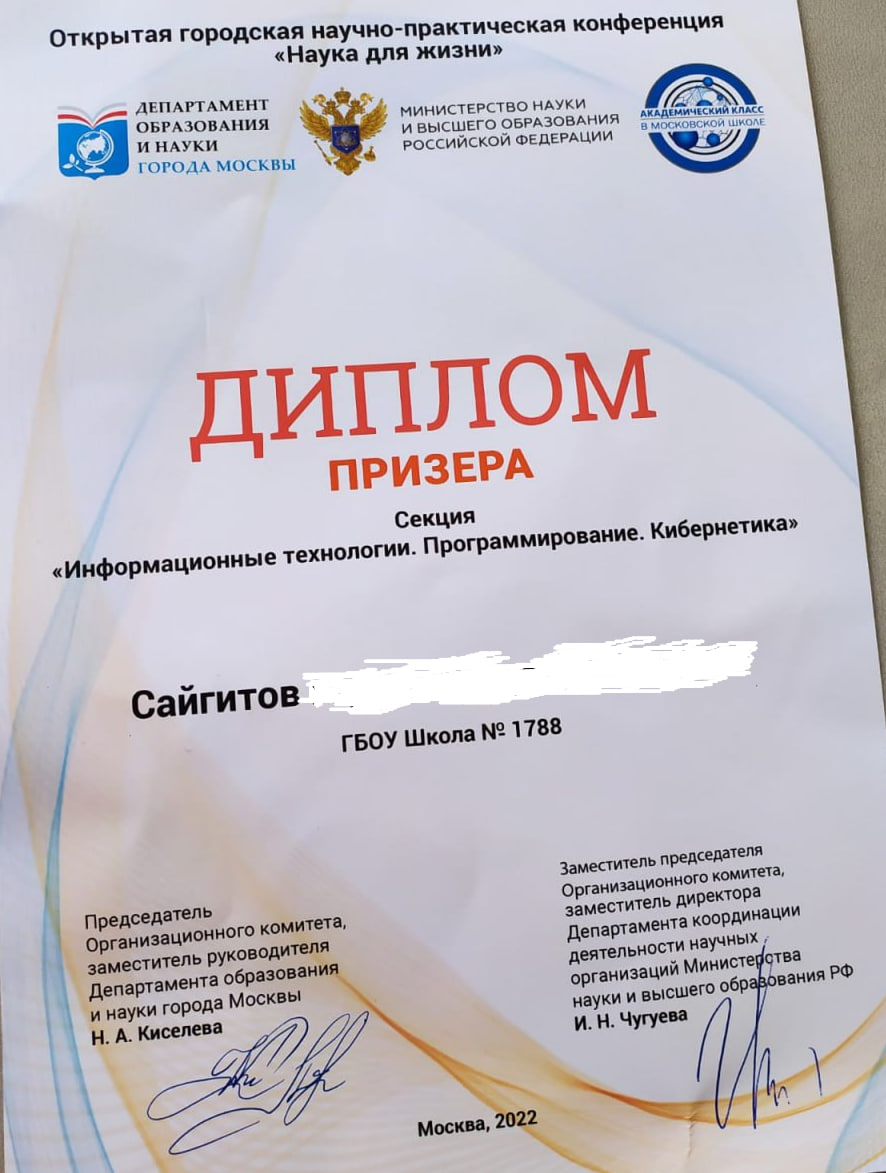 Открытая городская научно-практическая конференция
«Наука для жизни»
ДЕПАРТАМЕНТ
ОБРАЗОВАНИЯ
И НАУКИ
ГОРОДА МОСКВЫ
МИНИСТЕРСТВО НАУКИ
И ВЫСШЕГО ОБРАЗОВАНИЯ
РОССИЙСКОЙ ФЕДЕРАЦИИ
АКАДЕМИЧЕСКИЙ КЛАСС
В МОСКОВСКОЙ ШКОЛЕ
ДИПЛОМ
ПРИЗЕРА
Секция
«Информационные технологии. Программирование. Кибернетика»
Сайгитов
ГБОУ Школа № 1788
Председатель
Организационного комитета,
заместитель руководителя
Департамента образования
и науки города Москвы
Н. А. Киселева
Заместитель председателя
Организационного комитета,
заместитель директора
Департамента координации
деятельности научных
организаций Министерства
науки и высшего образования РФ
И. Н. Чугуева
Москва, 2022